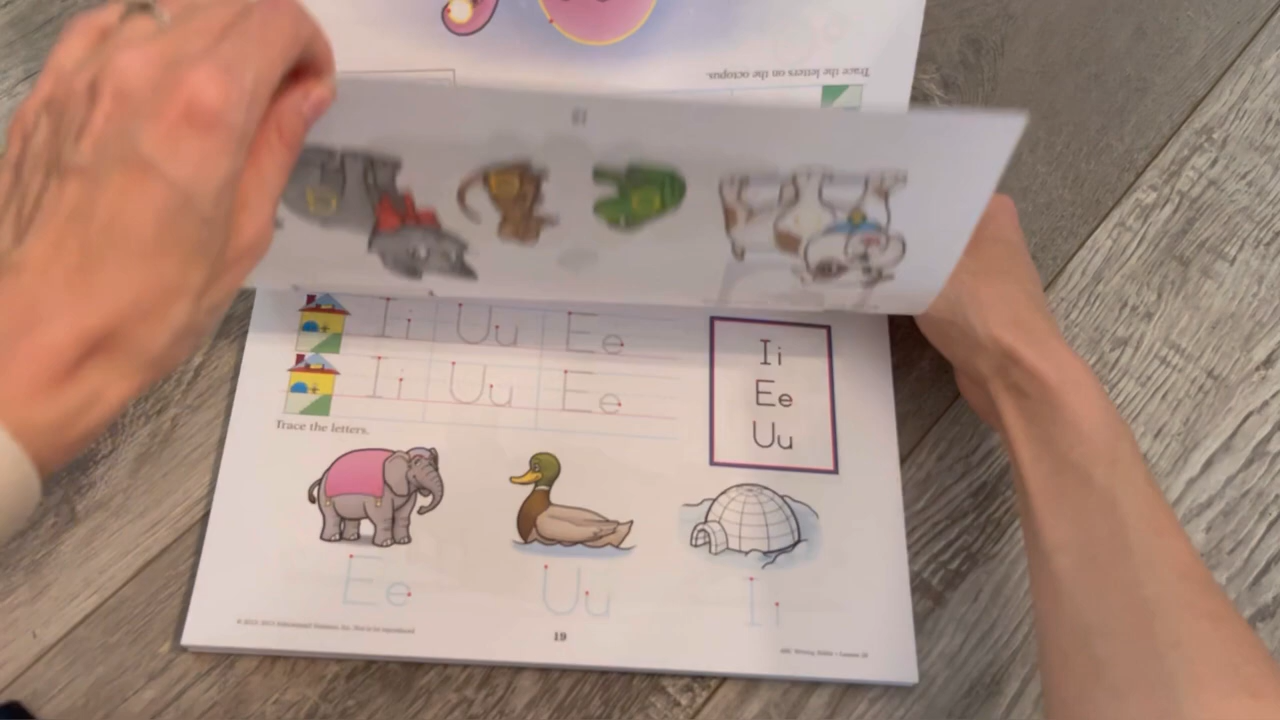 Trace the letters on the octopus.
Ii Uu Ee
Ii Uu Ee
Ii
Ee
Uu
Trace the letters.
Ee Uu Ii
19